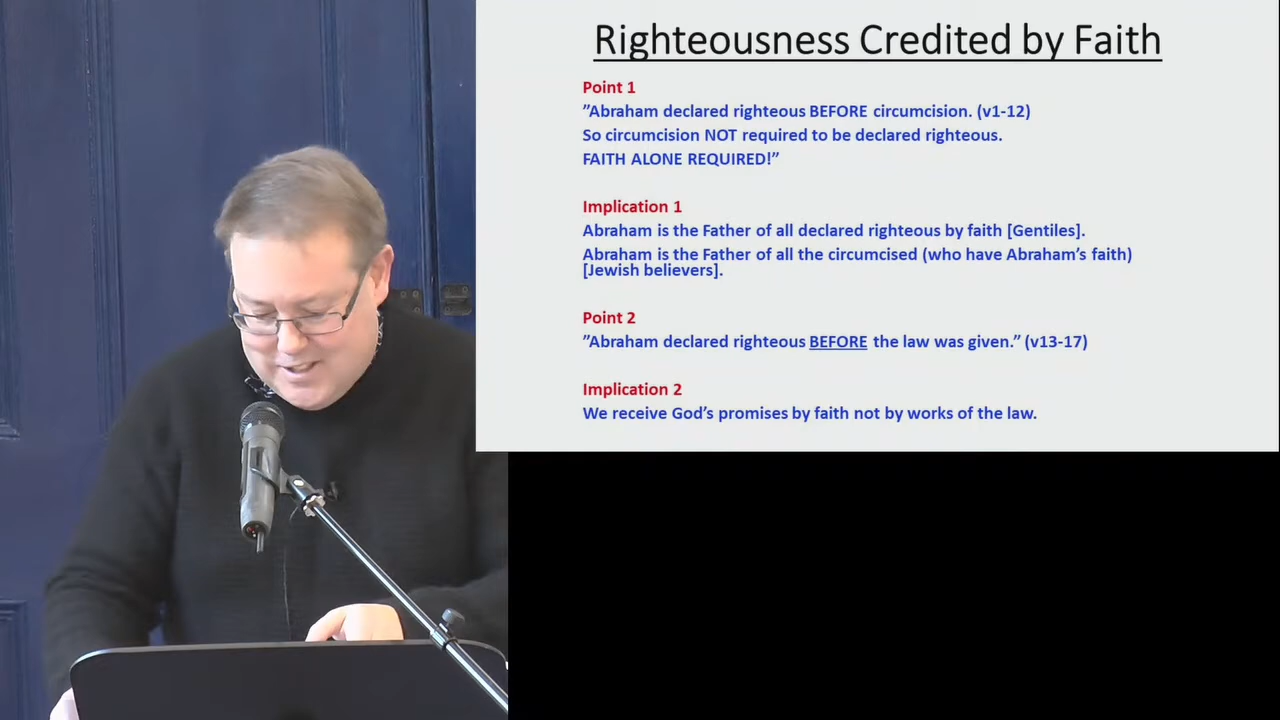 Righteousness Credited by Faith
Point 1
”Abraham declared righteous BEFORE circumcision. (v1-12)
So circumcision NOT required to be declared righteous.
FAITH ALONE REQUIRED!”
Implication 1
Abraham is the Father of all declared righteous by faith [Gentiles].
Abraham is the Father of all the circumcised (who have Abraham’s faith)
[Jewish believers].
Point 2
”Abraham declared righteous BEFORE the law was given.” (v13-17)
Implication 2
We receive God’s promises by faith not by works of the law.